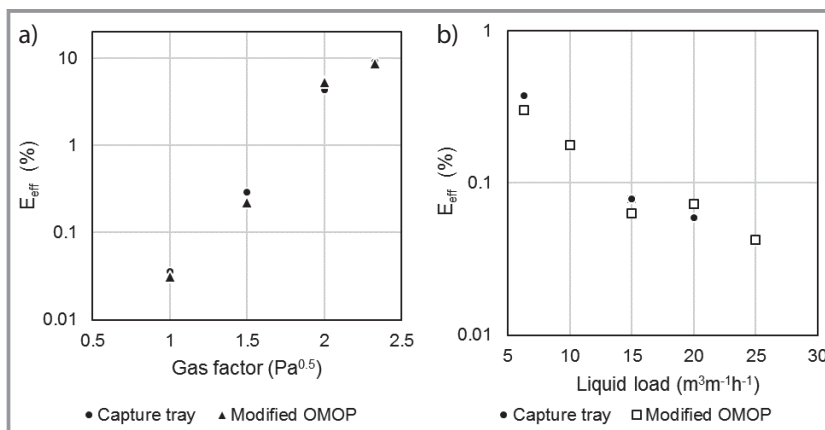 a)
10
1
0.1
0.01
E_eff (%)
0.5 1 1.5 2 2.5
Gas factor (Pa^0.5)
• Capture tray ▲ Modified OMOP
b)
1
0.1
0.01
E_eff (%)
5 10 15 20 25 30
Liquid load (m³m⁻¹h⁻¹)
• Capture tray □ Modified OMOP